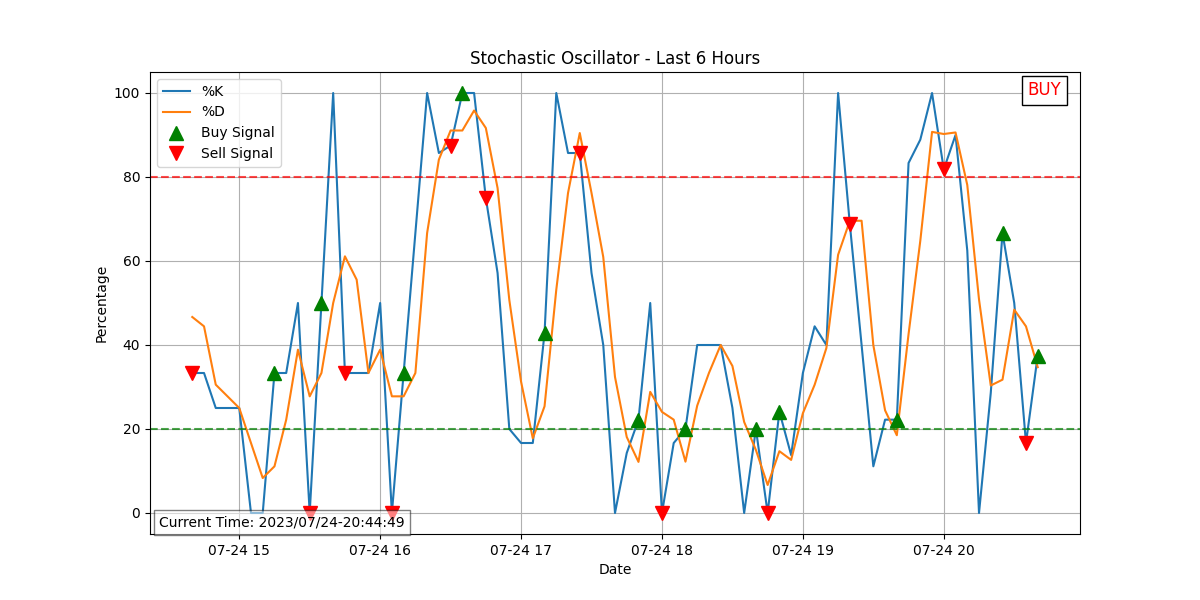 Stochastic Oscillator - Last 6 Hours
%K
%D
Buy Signal
Sell Signal
BUY
100
80
60
40
20
0
Percentage
Current Time: 2023/07/24-20:44:49
07-24 15
07-24 16
07-24 17
07-24 18
07-24 19
07-24 20
Date